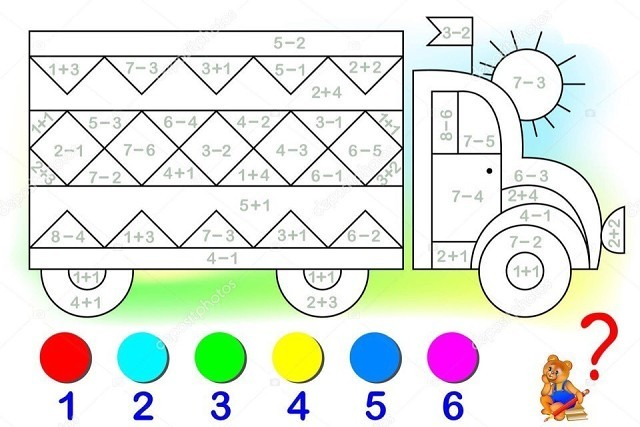 3-2
5-2
1+3 7-3 3+1 5-1 2+2
7-3
2+4
1+1 5-3 6-4 4-2 3-1 1+1
8-6
7-5
2-1 7-6 3-2 4-3 6-5
2+3 7-2 4+1 1+4 6-1 3+2
6-3
7-4
2+4
5+1
4-1
8-4 1+3 7-3 3+1 6-2
7-2
2+2
4-1
2+1
1+1 1+1 1+1
4+1 2+3
1 2 3 4 5 6
?